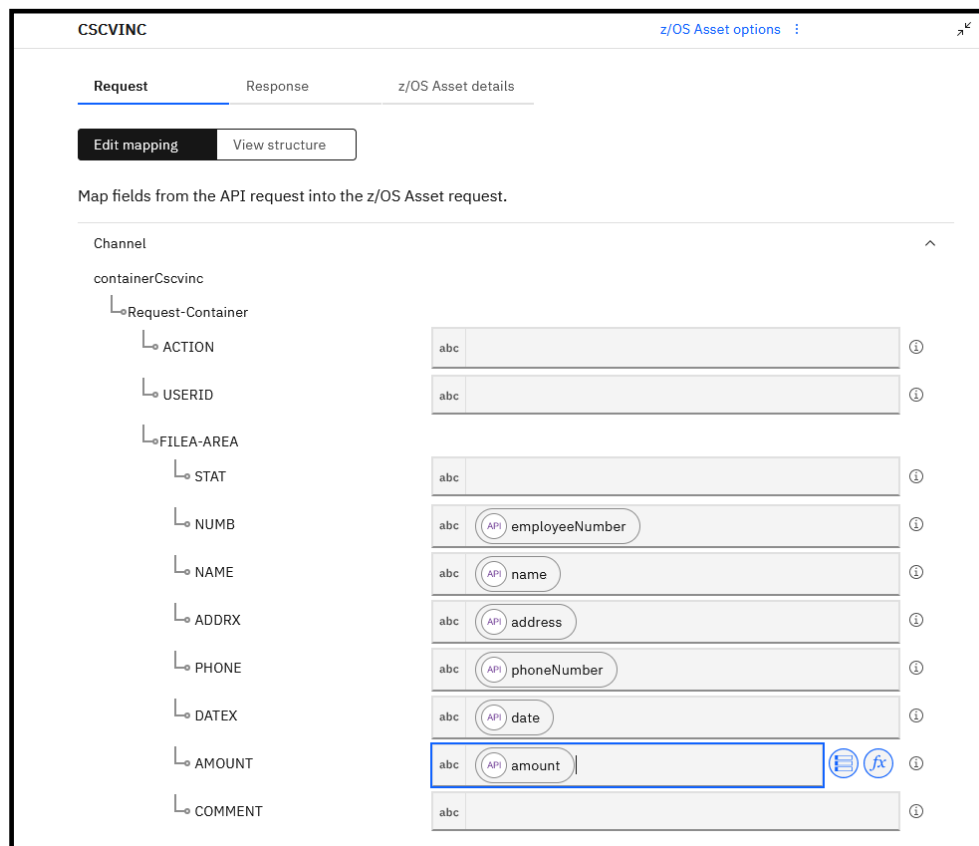 CSCVINC z/OS Asset options
Request Response z/OS Asset details
Edit mapping View structure
Map fields from the API request into the z/OS Asset request.
Channel
containerCscvinc
Request-Container
ACTION abc
USERID abc
FILEA-AREA
STAT abc
NUMB abc API employeeNumber
NAME abc API name
ADDRX abc API address
PHONE abc API phoneNumber
DATEX abc API date
AMOUNT abc API amount fx
COMMENT abc